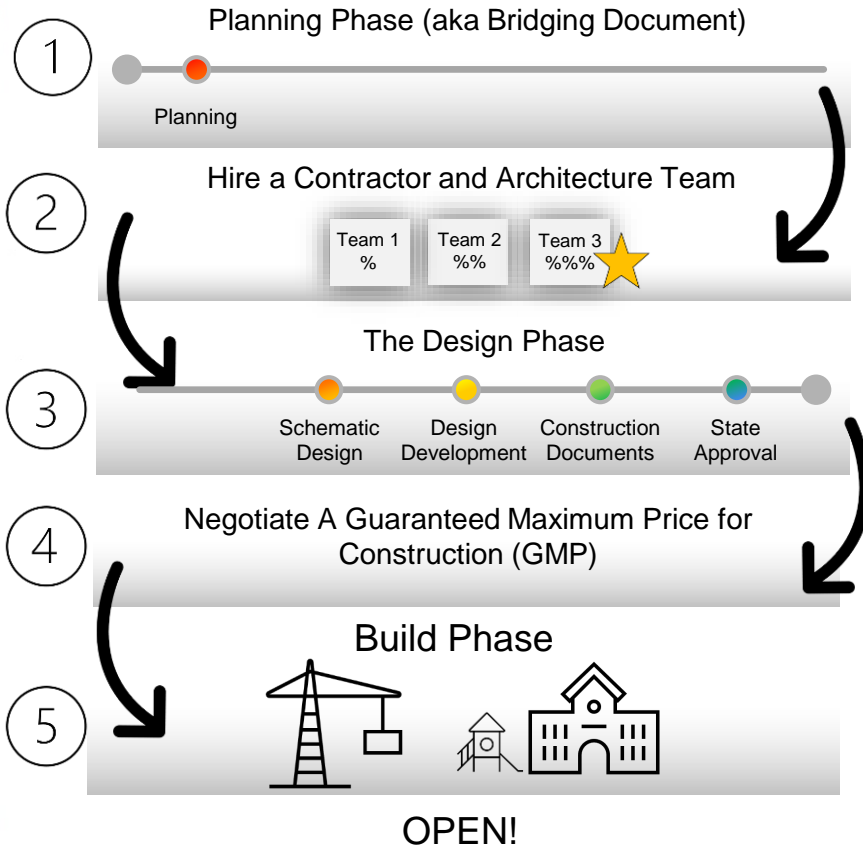 1
Planning Phase (aka Bridging Document)
Planning
2
Hire a Contractor and Architecture Team
Team 1
%
Team 2
%%
Team 3
%%%
The Design Phase
3
Schematic
Design
Design
Development
Construction
Documents
State
Approval
4
Negotiate A Guaranteed Maximum Price for
Construction (GMP)
Build Phase
5
OPEN!